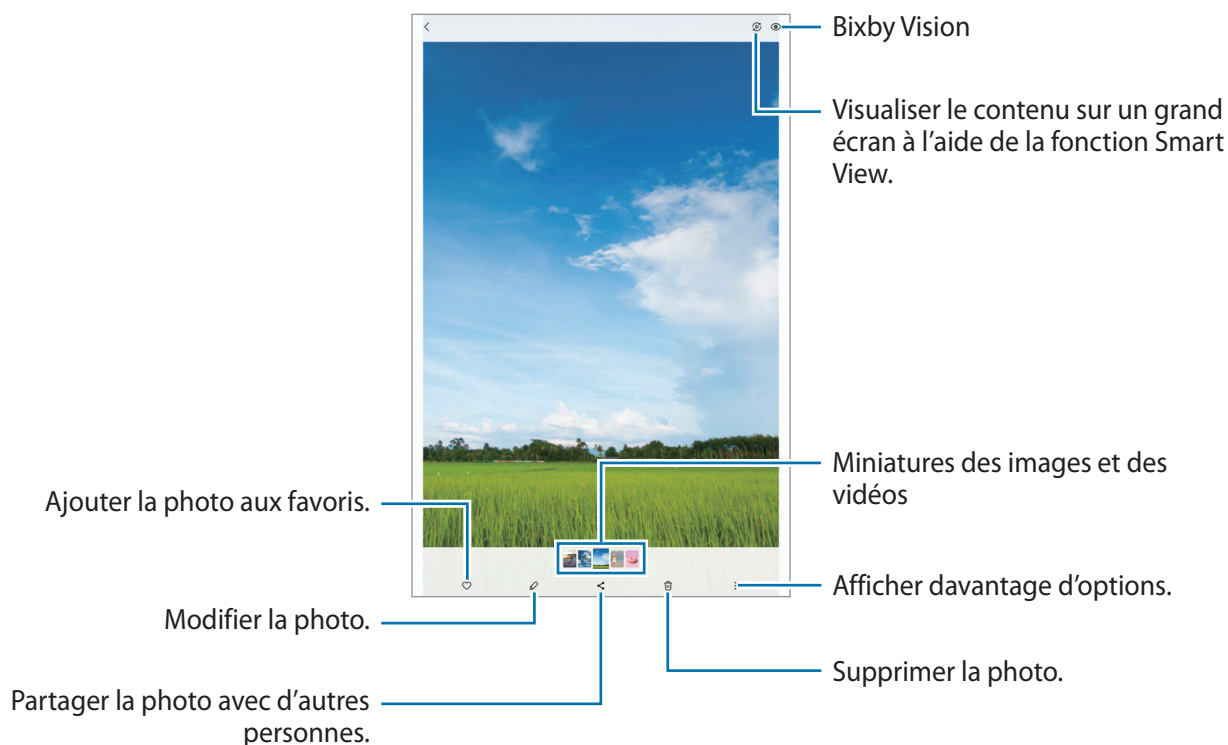 Bixby Vision
Visualiser le contenu sur un grand
écran à l’aide de la fonction Smart
View.
Miniatures des images et des
vidéos
Ajouter la photo aux favoris.
Afficher davantage d’options.
Modifier la photo.
Supprimer la photo.
Partager la photo avec d’autres
personnes.